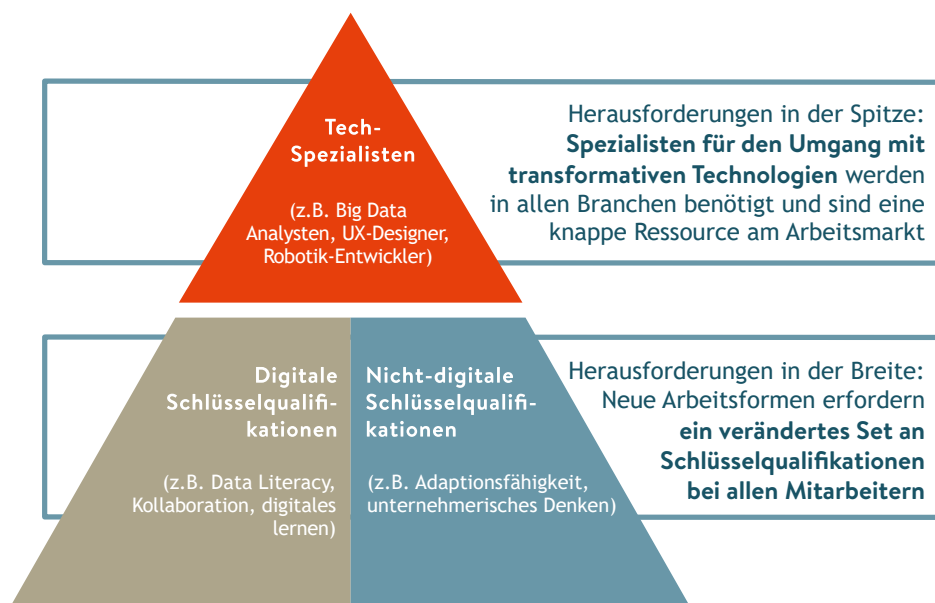 Tech-
Spezialisten
(z.B. Big Data
Analysten, UX-Designer,
Robotik-Entwickler)
Herausforderungen in der Spitze:
Spezialisten für den Umgang mit
transformativen Technologien werden
in allen Branchen benötigt und sind eine
knappe Ressource am Arbeitsmarkt
Digitale
Schlüsselqualifi-
kationen
(z.B. Data Literacy,
Kollaboration, digitales
lernen)
Nicht-digitale
Schlüsselqualifi-
kationen
(z.B. Adaptionsfähigkeit,
unternehmerisches Denken)
Herausforderungen in der Breite:
Neue Arbeitsformen erfordern
ein verändertes Set an
Schlüsselqualifikationen
bei allen Mitarbeitern